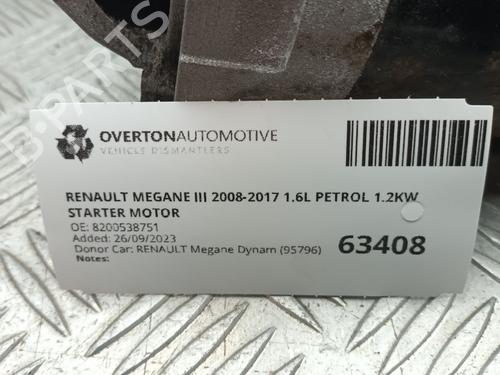 B-PARTS
OVERTONAUTOMOTIVE
VEHICLE DISMANTLERS
RENAULT MEGANE III 2008-2017 1.6L PETROL 1.2KW
STARTER MOTOR
OE: 8200538751
Added: 26/09/2023
Donor Car: RENAULT Megane Dynam (95796)
Notes:
63408